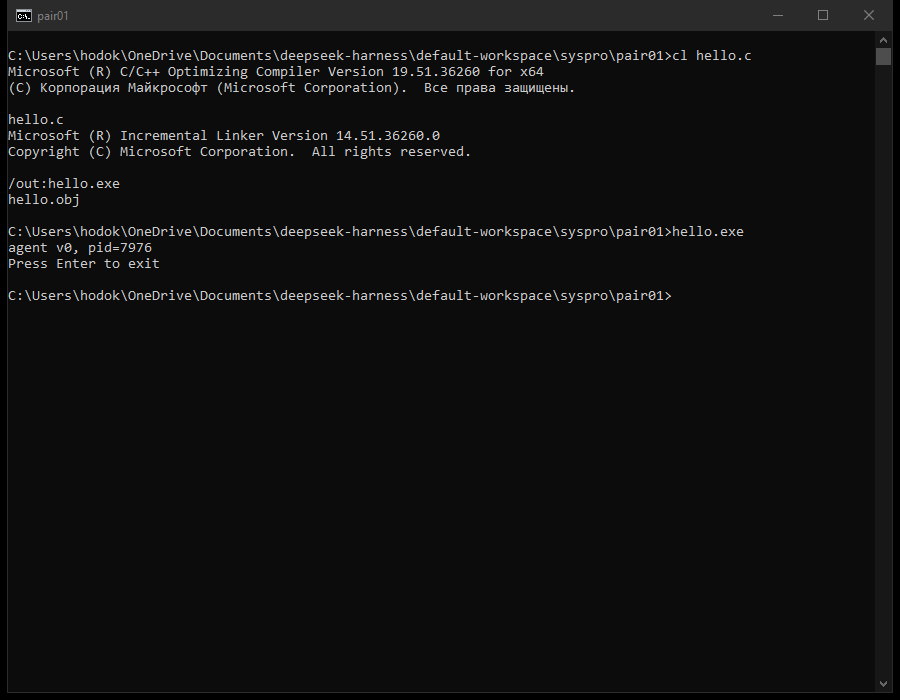 pair01
C:\Users\hodok\OneDrive\Documents\deepseek-harness\default-workspace\syspro\pair01>cl hello.c
Microsoft (R) C/C++ Optimizing Compiler Version 19.51.36260 for x64
(C) Корпорация Майкрософт (Microsoft Corporation).  Все права защищены.
hello.c
Microsoft (R) Incremental Linker Version 14.51.36260.0
Copyright (C) Microsoft Corporation.  All rights reserved.
/out:hello.exe
hello.obj
C:\Users\hodok\OneDrive\Documents\deepseek-harness\default-workspace\syspro\pair01>hello.exe
agent v0, pid=7976
Press Enter to exit
C:\Users\hodok\OneDrive\Documents\deepseek-harness\default-workspace\syspro\pair01>